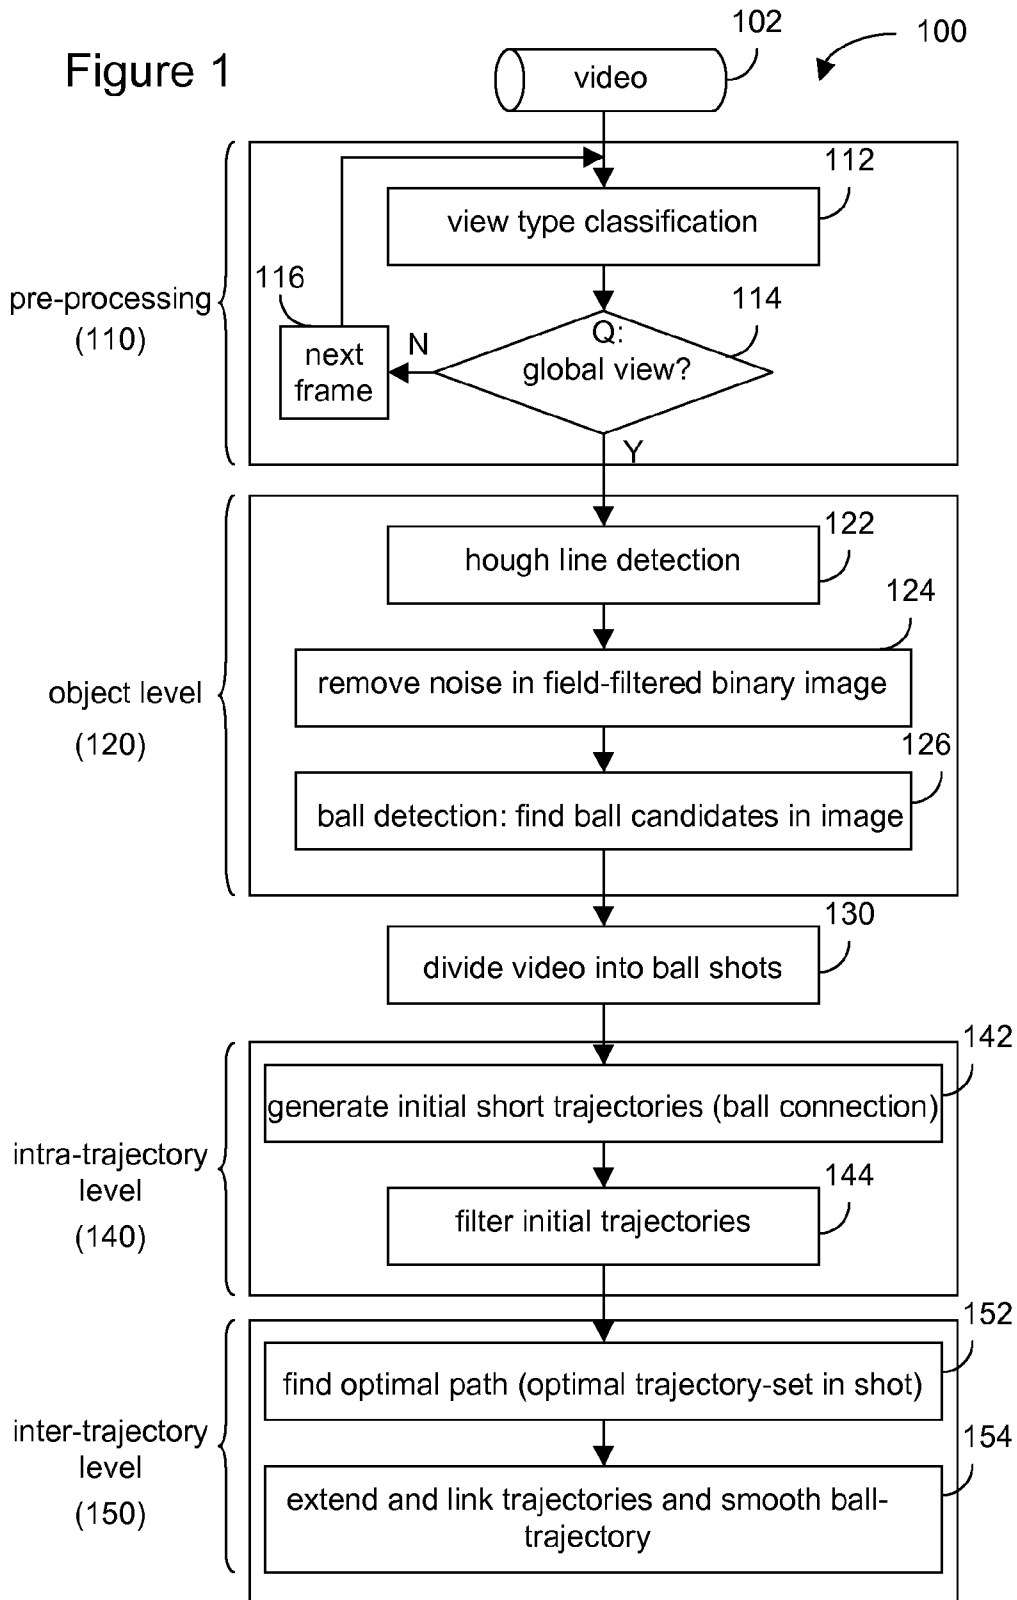 Figure 1
102
100
video
112
view type classification
116
114
pre-processing
(110)
next
frame
N
Q:
global view?
Y
122
hough line detection
124
remove noise in field-filtered binary image
object level
(120)
126
ball detection: find ball candidates in image
130
divide video into ball shots
142
generate initial short trajectories (ball connection)
intra-trajectory
level
(140)
144
filter initial trajectories
152
find optimal path (optimal trajectory-set in shot)
inter-trajectory
level
(150)
154
extend and link trajectories and smooth ball-
trajectory